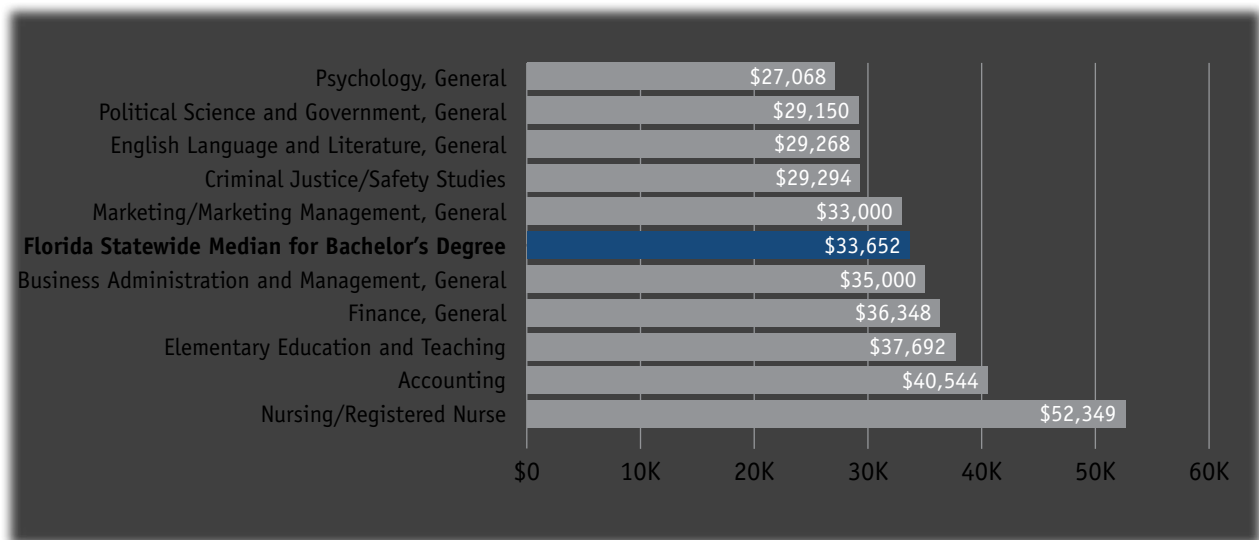 Psychology, General $27,068
Political Science and Government, General $29,150
English Language and Literature, General $29,268
Criminal Justice/Safety Studies $29,294
Marketing/Marketing Management, General $33,000
Florida Statewide Median for Bachelor's Degree $33,652
Business Administration and Management, General $35,000
Finance, General $36,348
Elementary Education and Teaching $37,692
Accounting $40,544
Nursing/Registered Nurse $52,349
$0 10K 20K 30K 40K 50K 60K